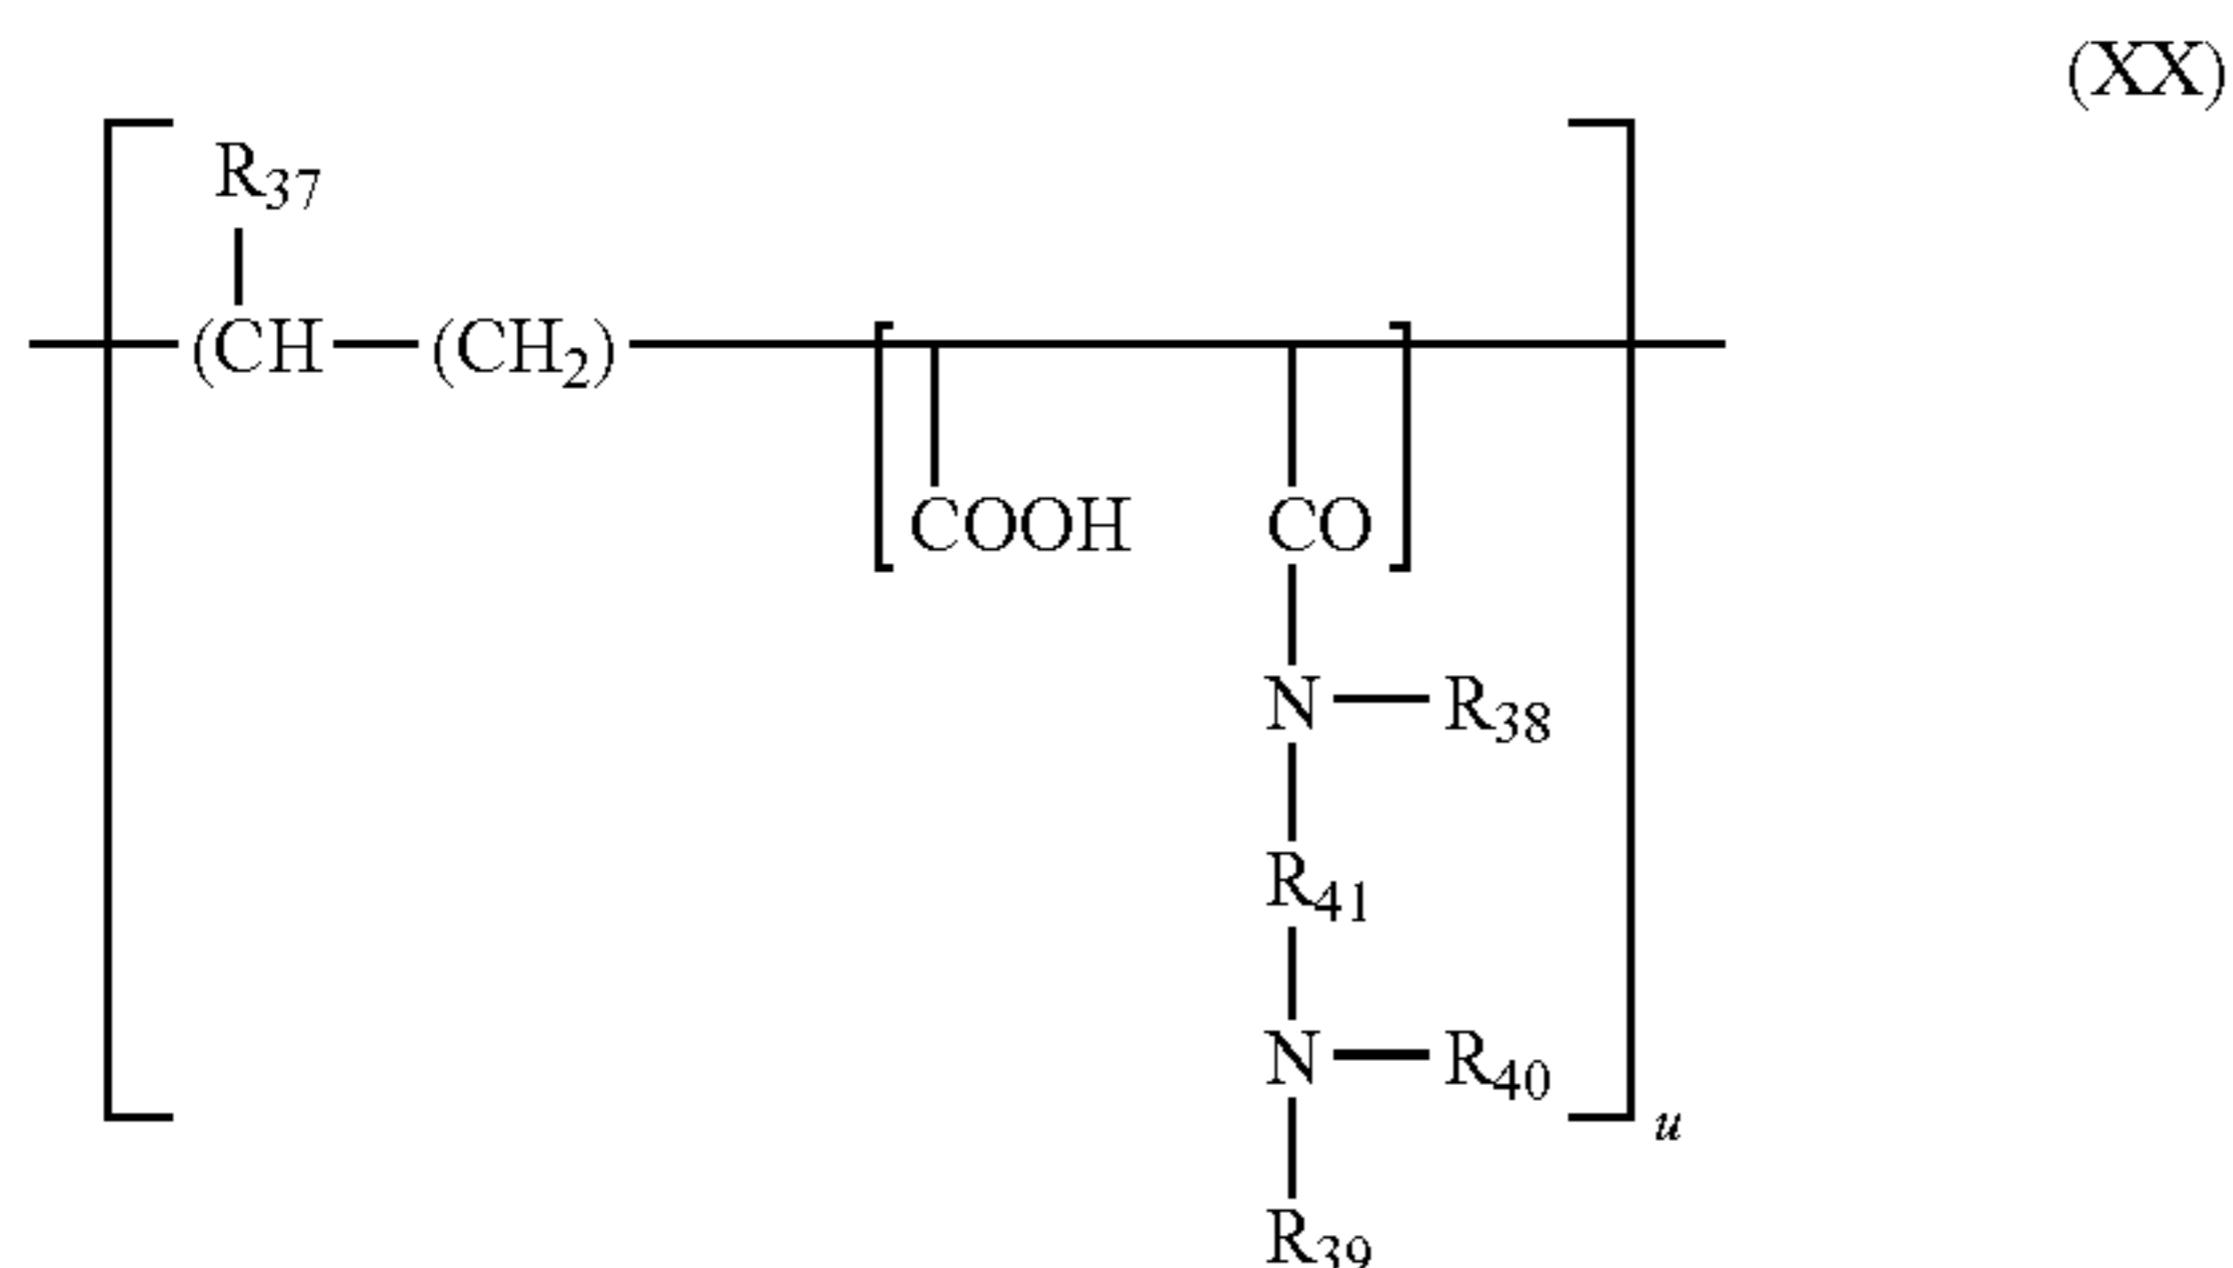 (XX)
R37
(CH—(CH2)
COOH CO
N—R38
R41
N—R40
u
R39